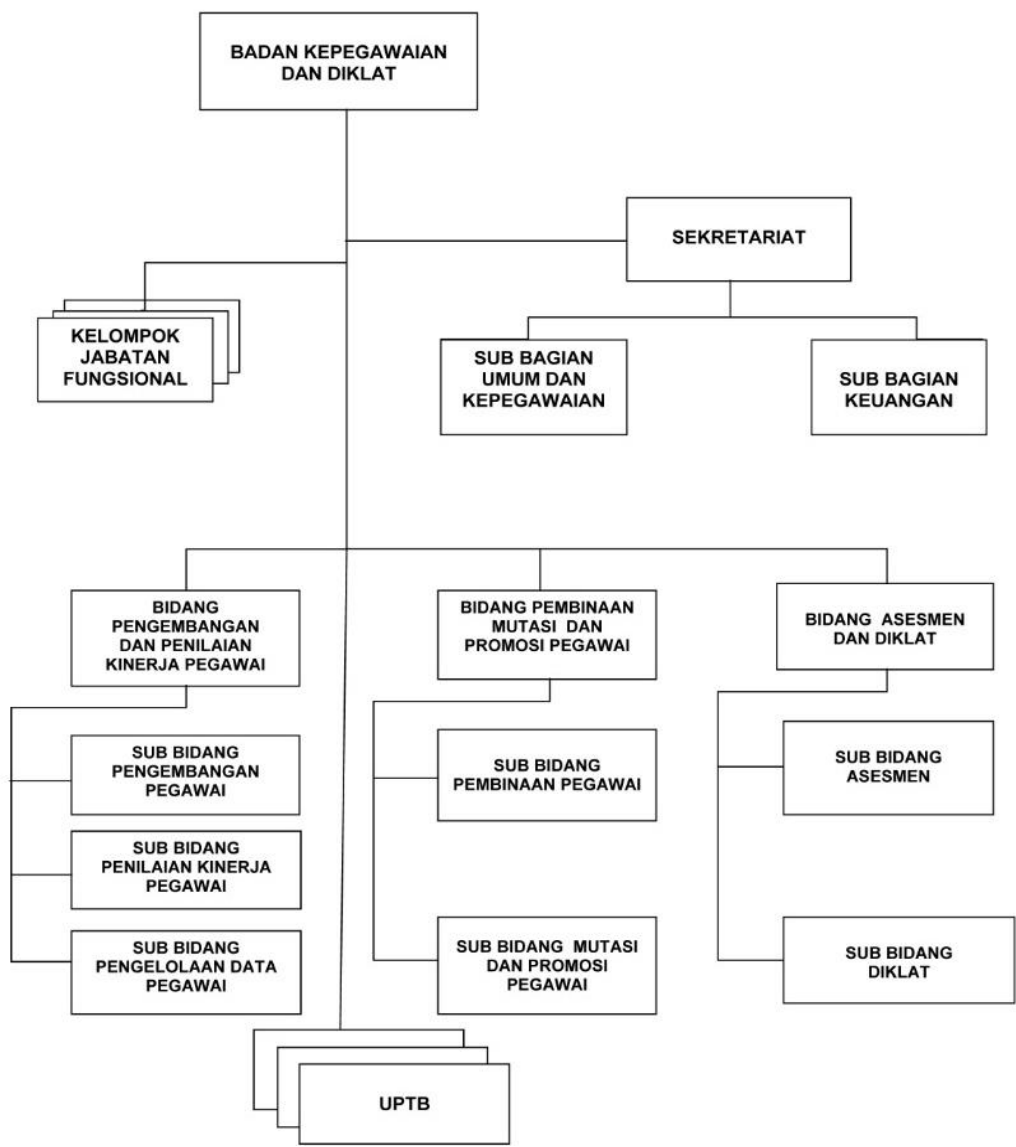 BADAN KEPEGAWAIAN
DAN DIKLAT
SEKRETARIAT
KELOMPOK
JABATAN
FUNGSIONAL
SUB BAGIAN
UMUM DAN
KEPEGAWAIAN
SUB BAGIAN
KEUANGAN
BIDANG
PENGEMBANGAN
DAN PENILAIAN
KINERJA PEGAWAI
BIDANG PEMBINAAN
MUTASI DAN
PROMOSI PEGAWAI
BIDANG ASESMEN
DAN DIKLAT
SUB BIDANG
PENGEMBANGAN
PEGAWAI
SUB BIDANG
PEMBINAAN PEGAWAI
SUB BIDANG
ASESMEN
SUB BIDANG
PENILAIAN KINERJA
PEGAWAI
SUB BIDANG
PENGELOLAAN DATA
PEGAWAI
SUB BIDANG MUTASI
DAN PROMOSI
PEGAWAI
SUB BIDANG
DIKLAT
UPTB